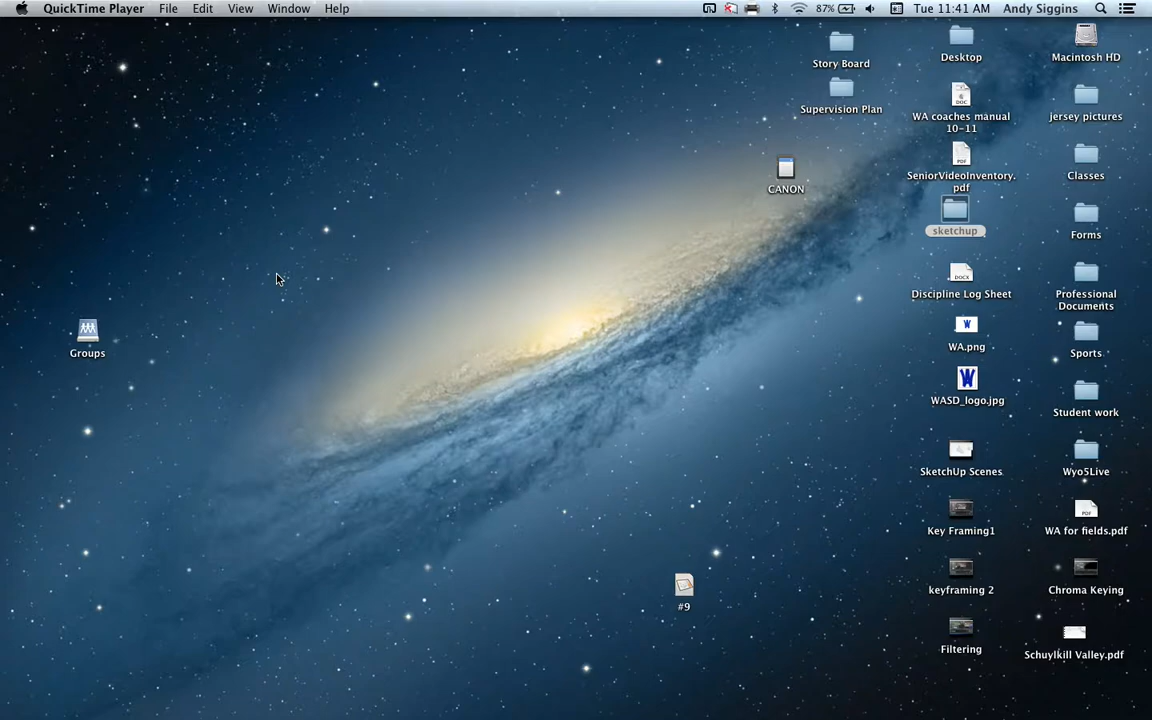 QuickTime Player File Edit View Window Help 87% Tue 11:41 AM Andy Siggins
Story Board
Desktop
Macintosh HD
Supervision Plan
WA coaches manual
10-11
jersey pictures
CANON
SeniorVideoInventory.
pdf
Classes
sketchup
Forms
Discipline Log Sheet
Professional
Documents
Groups
WA.png
Sports
WASD_logo.jpg
Student work
SketchUp Scenes
Wyo5Live
Key Framing1
WA for fields.pdf
keyframing 2
Chroma Keying
#9
Filtering
Schuylkill Valley.pdf